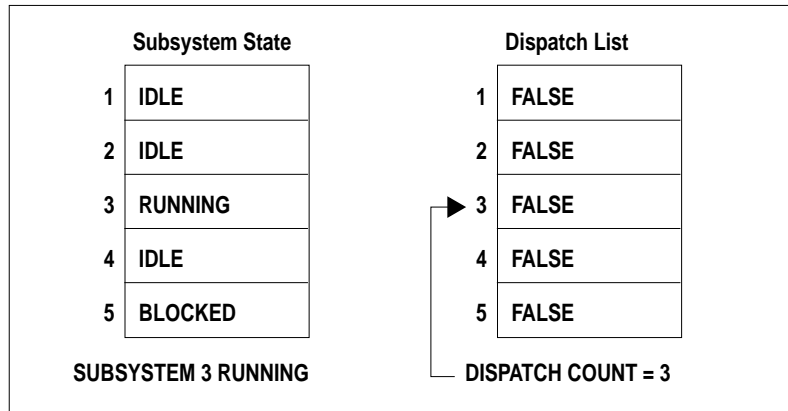 Subsystem State
1 IDLE
2 IDLE
3 RUNNING
4 IDLE
5 BLOCKED
SUBSYSTEM 3 RUNNING
Dispatch List
1 FALSE
2 FALSE
3 FALSE
4 FALSE
5 FALSE
DISPATCH COUNT = 3